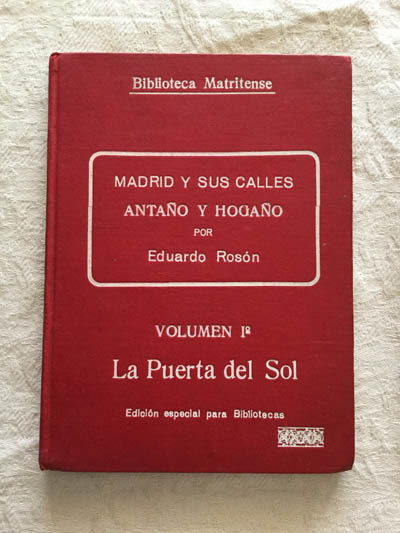 Biblioteca Matritense
MADRID Y SUS CALLES
ANTAÑO Y HOGAÑO
POR
Eduardo Rosón
VOLUMEN Iº
La Puerta del Sol
Edición especial para Bibliotecas